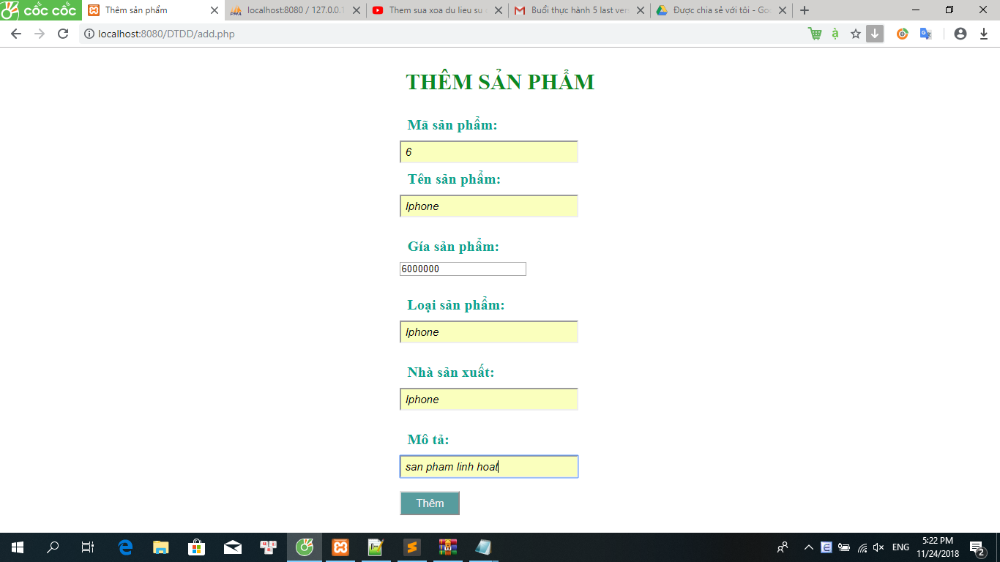 cốc cốc
Thêm sản phẩm
localhost:8080 / 127.0.0.1
Them sua xoa du lieu su
Buổi thực hành 5 last ver
Được chia sẻ với tôi - Goo
localhost:8080/DTDD/add.php
THÊM SẢN PHẨM
Mã sản phẩm:
6
Tên sản phẩm:
Iphone
Gía sản phẩm:
6000000
Loại sản phẩm:
Iphone
Nhà sản xuất:
Iphone
Mô tả:
san pham linh hoat
Thêm
ENG
5:22 PM
11/24/2018
2